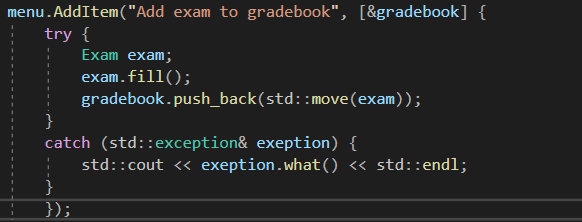 menu.AddItem("Add exam to gradebook", [&gradebook] {
try {
Exam exam;
exam.fill();
gradebook.push_back(std::move(exam));
}
catch (std::exception& exeption) {
std::cout << exeption.what() << std::endl;
}
});